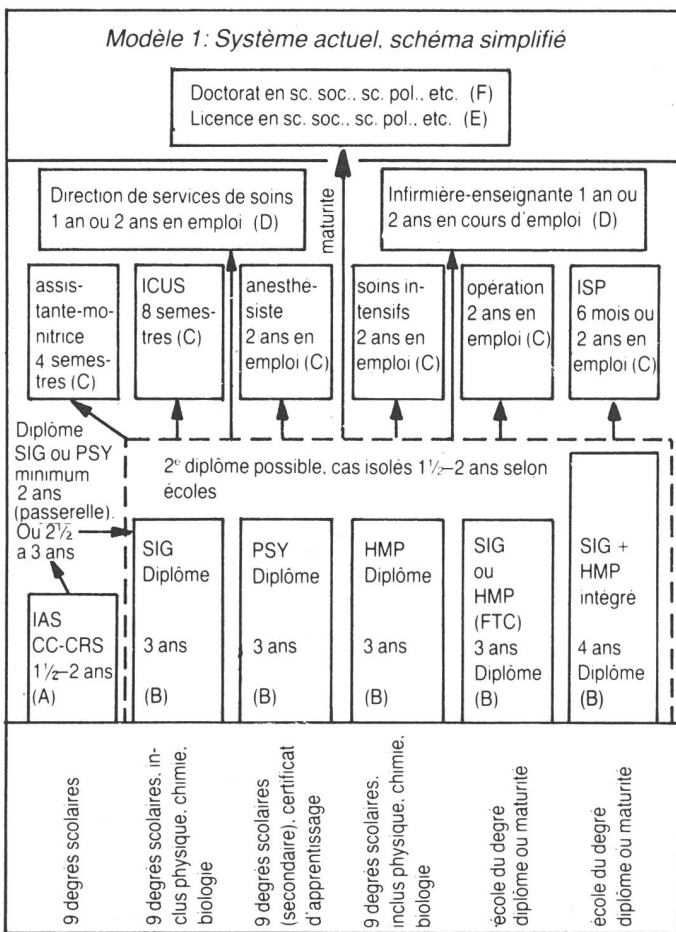 Modèle 1: Système actuel, schéma simplifié
Doctorat en sc. soc., sc. pol., etc. (F)
Licence en sc. soc., sc. pol., etc. (E)
maturite
Direction de services de soins
1 an ou 2 ans en emploi (D)
Infirmière-enseignante 1 an ou
2 ans en cours d'emploi (D)
assis-
tante-mo-
nitrice
4 semes-
tres (C)
ICUS
8 semes-
tres (C)
anesthé-
siste
2 ans en
emploi (C)
soins in-
tensifs
2 ans en
emploi (C)
opération
2 ans en
emploi (C)
ISP
6 mois ou
2 ans en
emploi (C)
Diplôme
SIG ou PSY
minimum
2 ans
(passerelle).
Ou 2½
a 3 ans
2e diplôme possible, cas isolés 1½–2 ans selon
écoles
IAS
CC-CRS
1½–2 ans
(A)
SIG
Diplôme
3 ans
(B)
PSY
Diplôme
3 ans
(B)
HMP
Diplôme
3 ans
(B)
SIG
ou
HMP
(FTC)
3 ans
Diplôme
(B)
SIG +
HMP
intégré
4 ans
Diplôme
(B)
9 degrés scolaires
9 degrés scolaires, in-
clus physique, chimie,
biologie
9 degrés scolaires
(secondaire), certificat
d'apprentissage
9 degrés scolaires,
inclus physique, chimie,
biologie
école du degré
diplôme ou maturité
école du degré
diplôme ou maturité